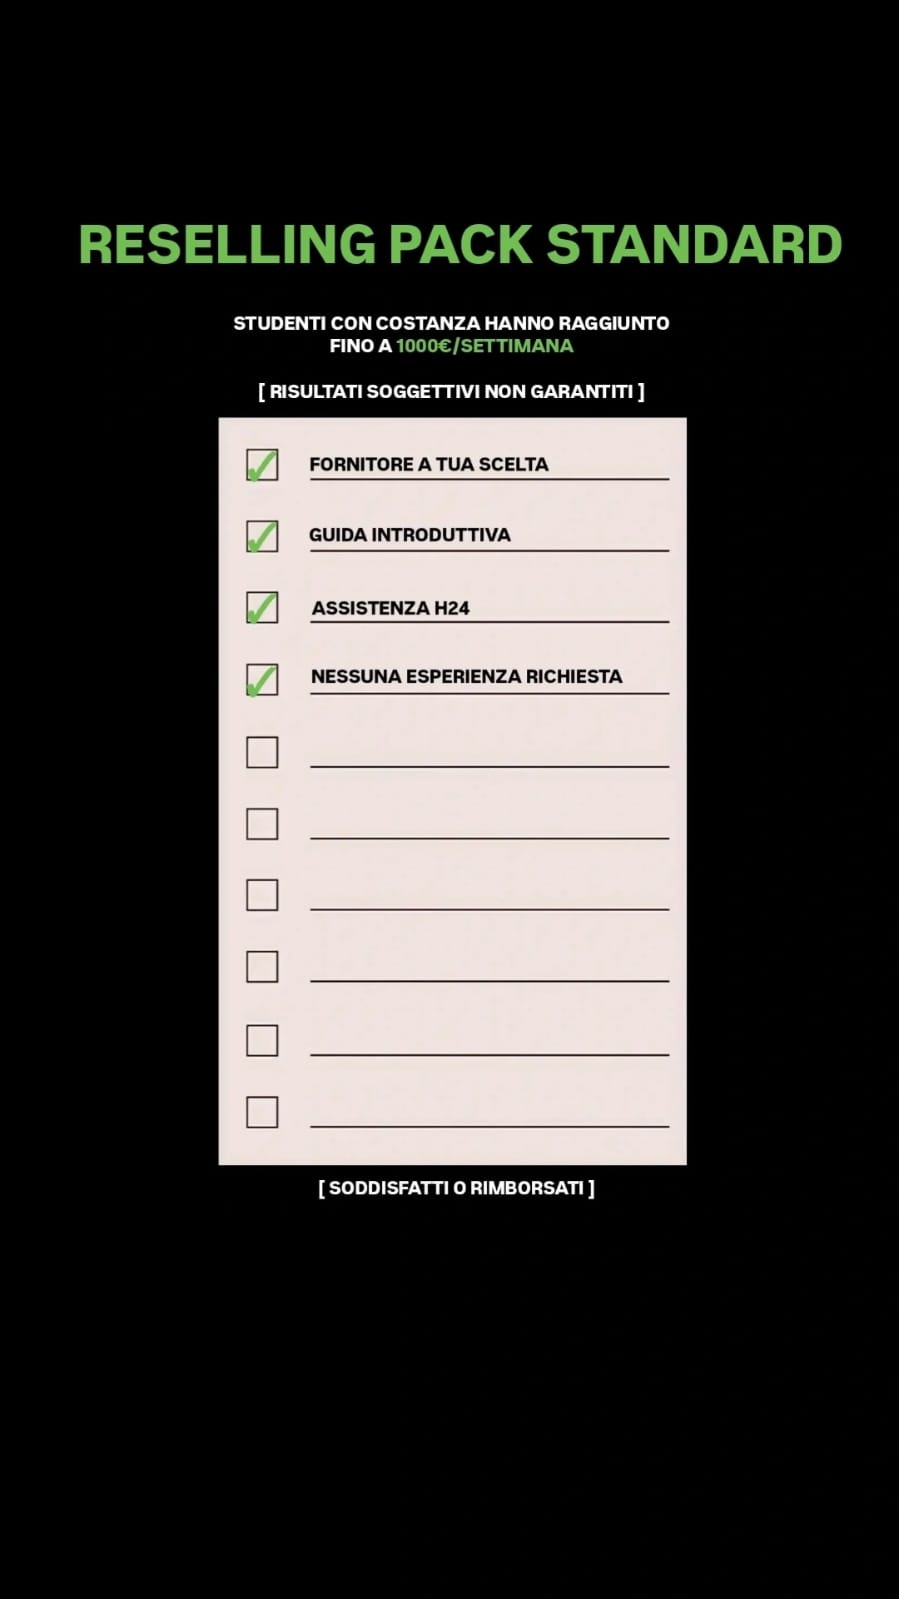 RESELLING PACK STANDARD
STUDENTI CON COSTANZA HANNO RAGGIUNTO
FINO A 1000€/SETTIMANA
[ RISULTATI SOGGETTIVI NON GARANTITI ]
FORNITORE A TUA SCELTA
GUIDA INTRODUTTIVA
ASSISTENZA H24
NESSUNA ESPERIENZA RICHIESTA
[ SODDISFATTI O RIMBORSATI ]